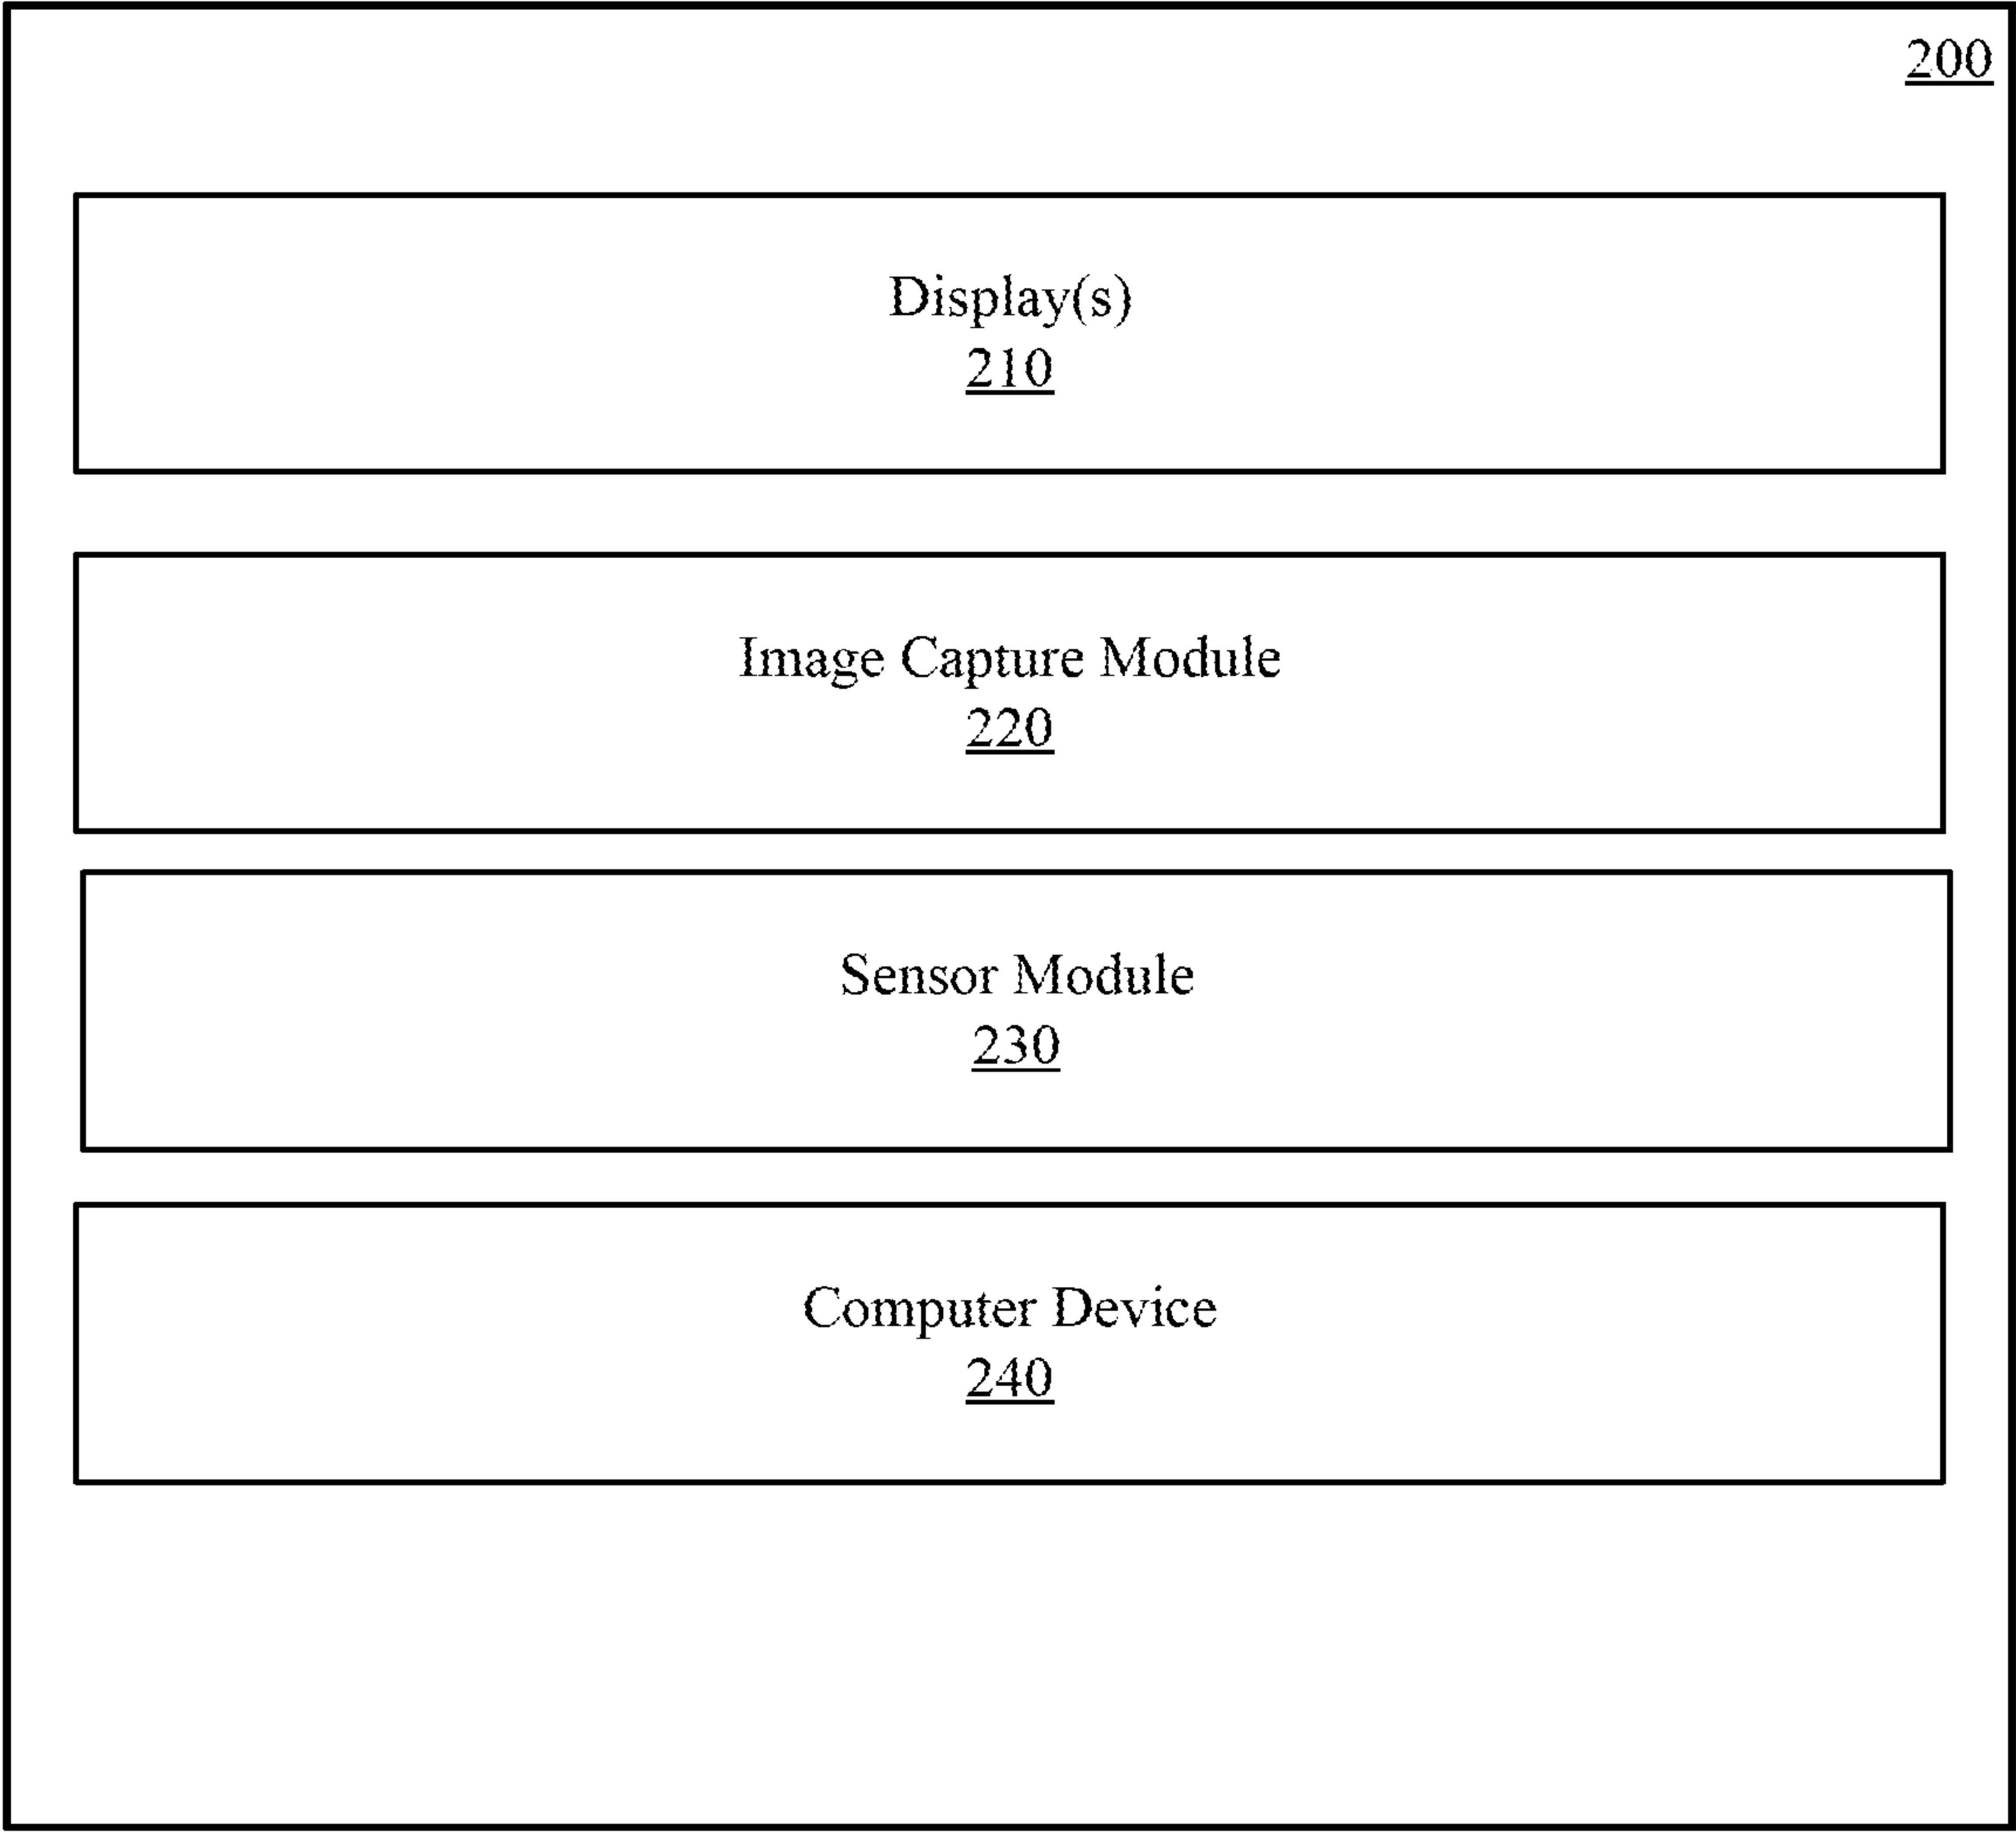 200
Display(s)
210
Image Capture Module
220
Sensor Module
230
Computer Device
240